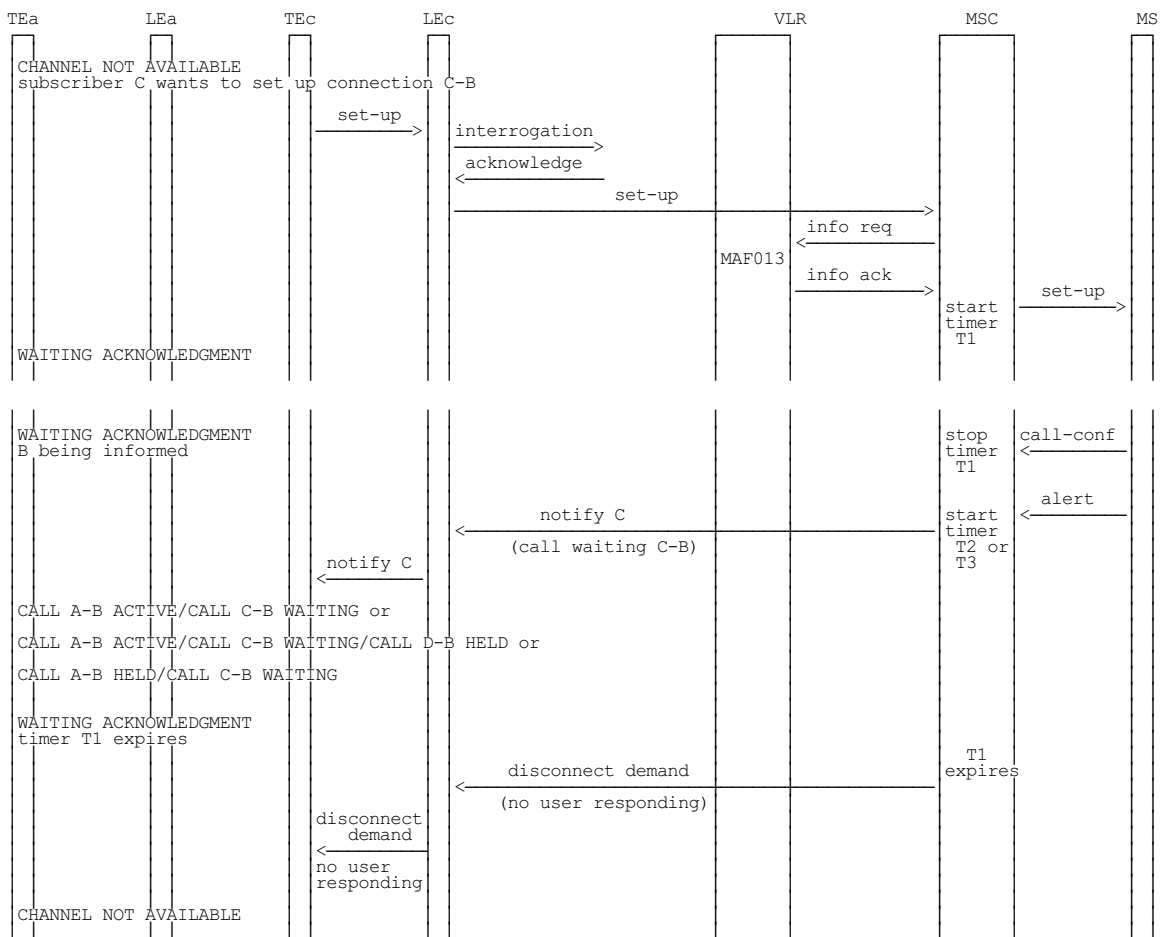 TEa LEa TEc LEc VLR MSC MS
CHANNEL NOT AVAILABLE
subscriber C wants to set up connection C-B
set-up
interrogation
acknowledge
set-up
info req
MAF013
info ack
set-up
start
timer
T1
WAITING ACKNOWLEDGMENT
WAITING ACKNOWLEDGMENT
B being informed
stop
timer
T1
call-conf
alert
notify C
start
timer
T2 or
T3
(call waiting C-B)
notify C
CALL A-B ACTIVE/CALL C-B WAITING or
CALL A-B ACTIVE/CALL C-B WAITING/CALL D-B HELD or
CALL A-B HELD/CALL C-B WAITING
WAITING ACKNOWLEDGMENT
timer T1 expires
T1
expires
disconnect demand
(no user responding)
disconnect
demand
no user
responding
CHANNEL NOT AVAILABLE